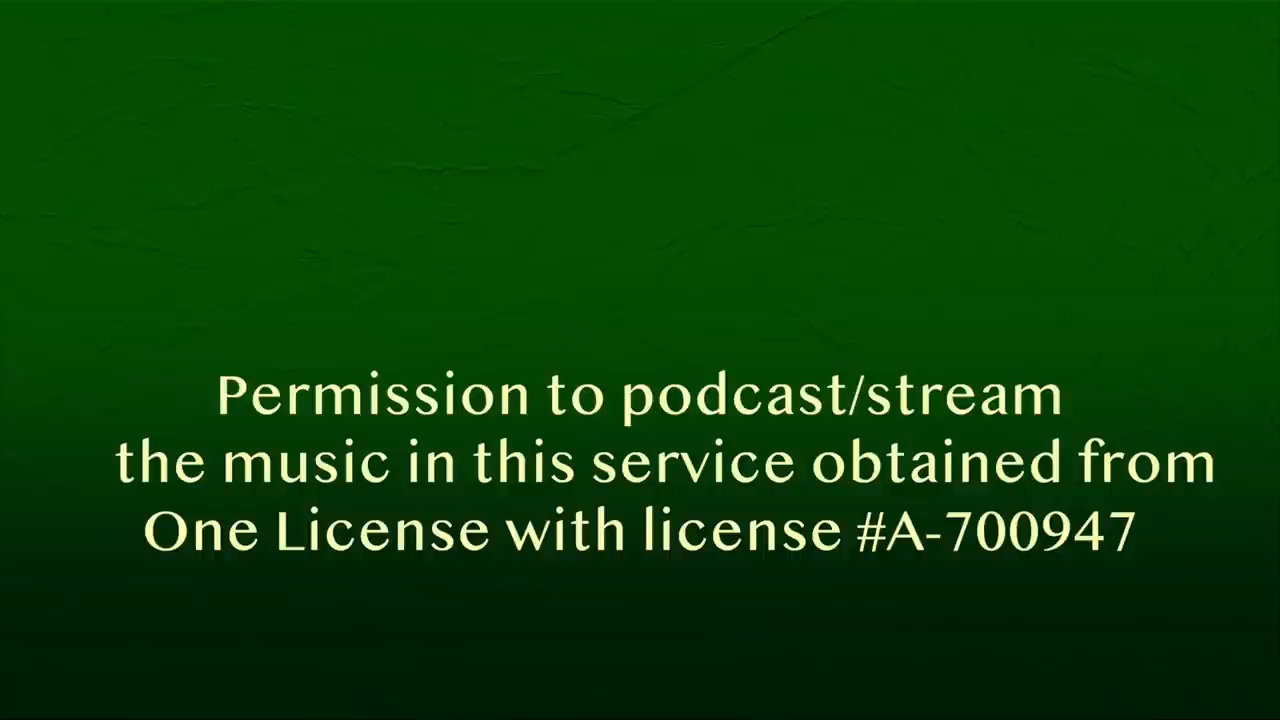 Permission to podcast/stream
the music in this service obtained from
One License with license #A-700947